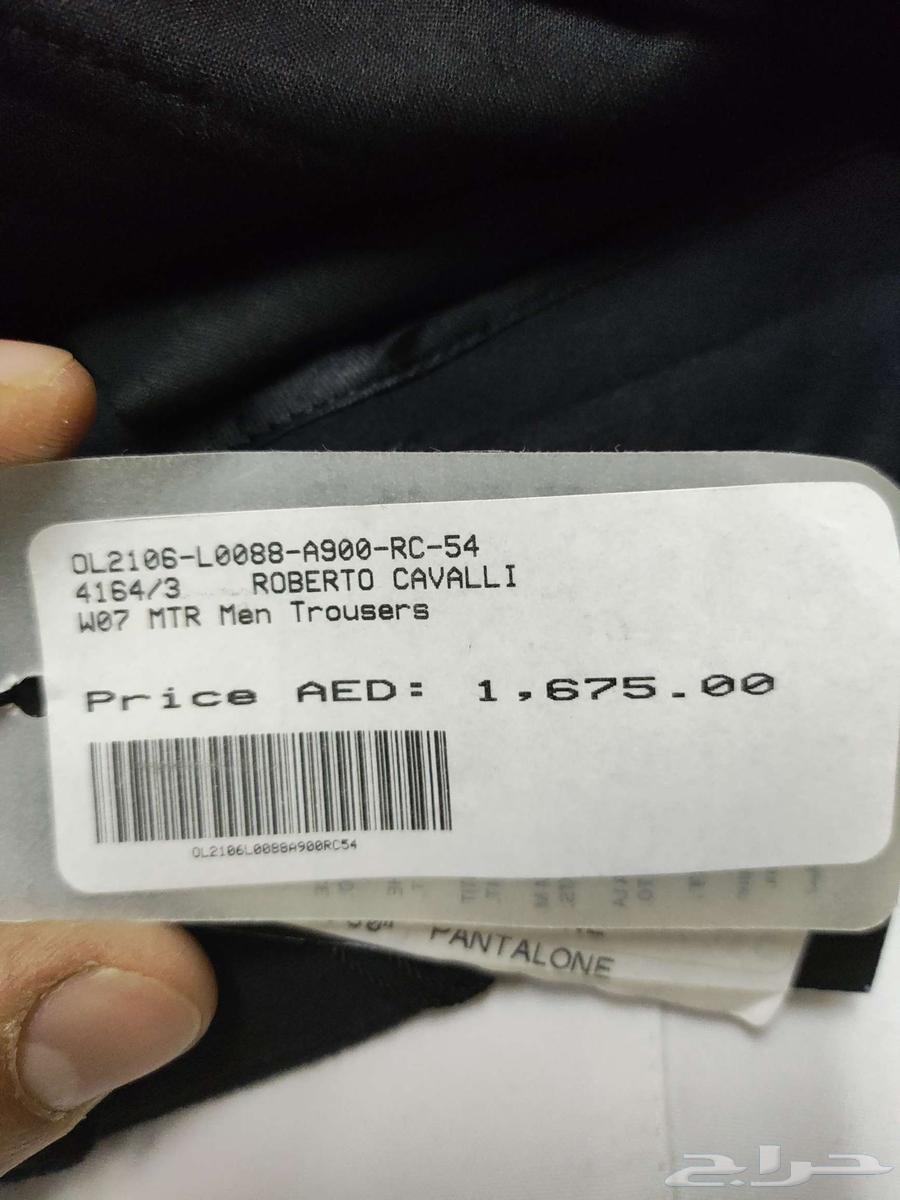 OL2106-L0088-A900-RC-54
4164/3 ROBERTO CAVALLI
W07 MTR Men Trousers
Price AED: 1,675.00
OL2106L0088A900RC54
PANTALONE
حراج